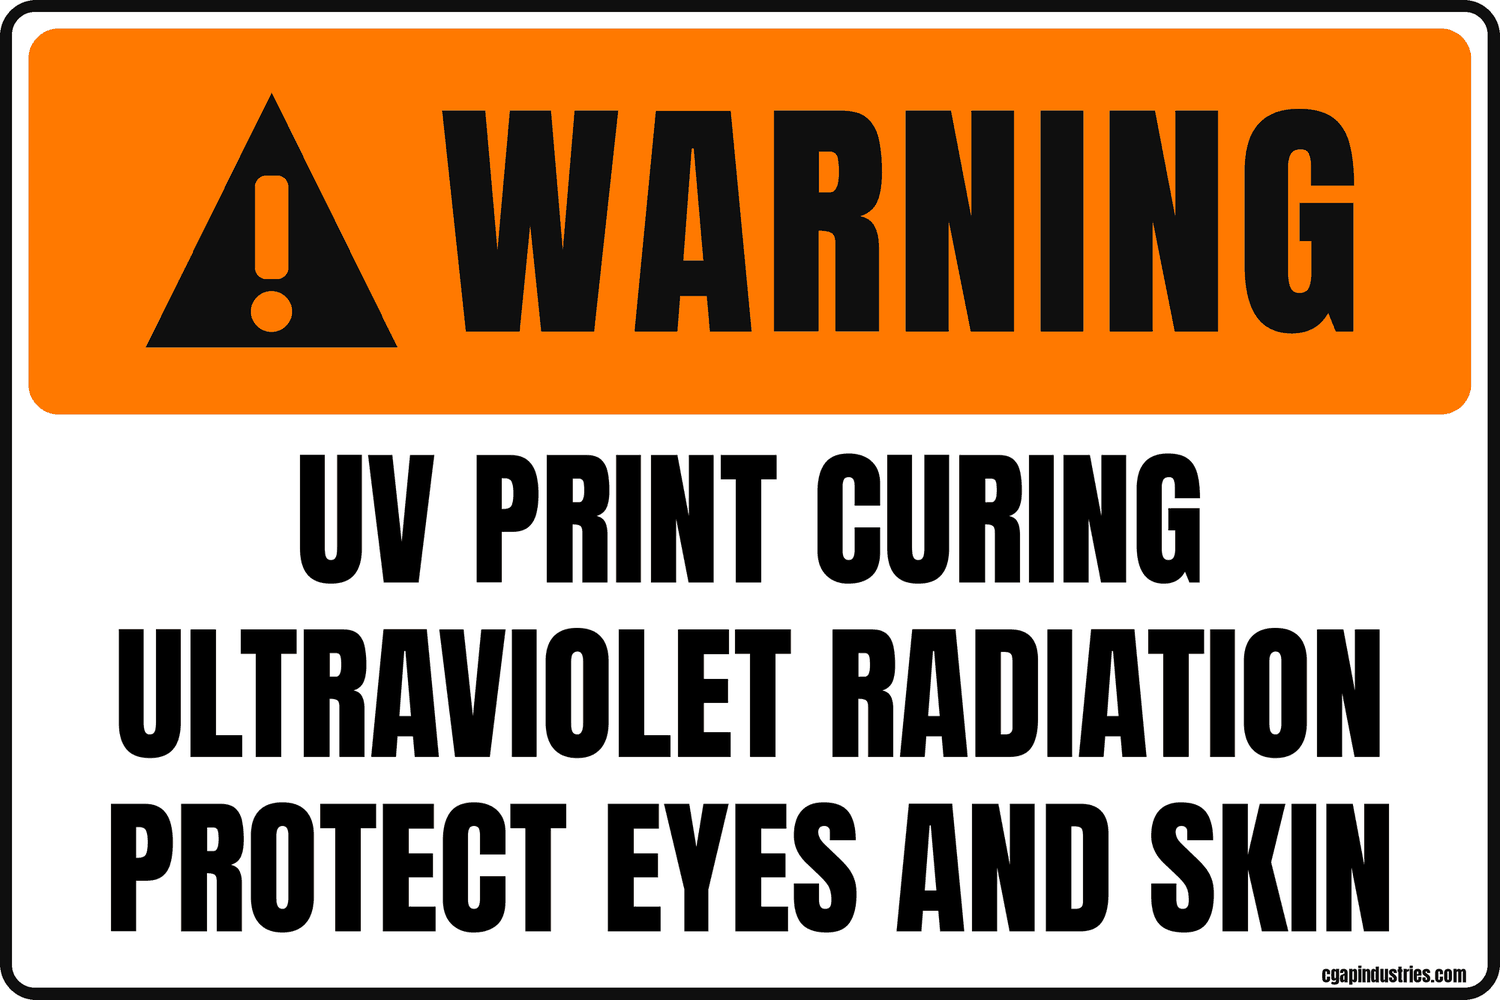 WARNING
UV PRINT CURING
ULTRAVIOLET RADIATION
PROTECT EYES AND SKIN
cgapindustries.com